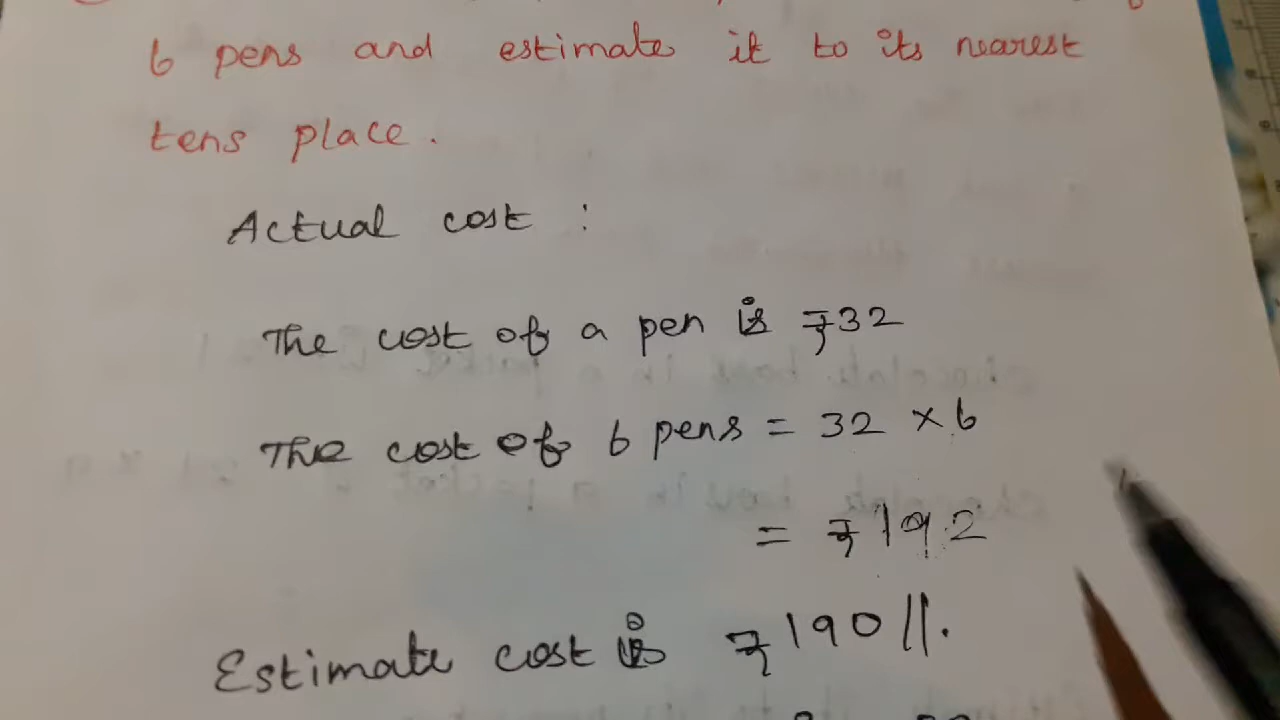 6 pens and estimate it to its nearest
tens place.
Actual cost :
The cost of a pen is ₹32
The cost of 6 pens = 32 × 6
= ₹192
Estimate cost is ₹190 //.